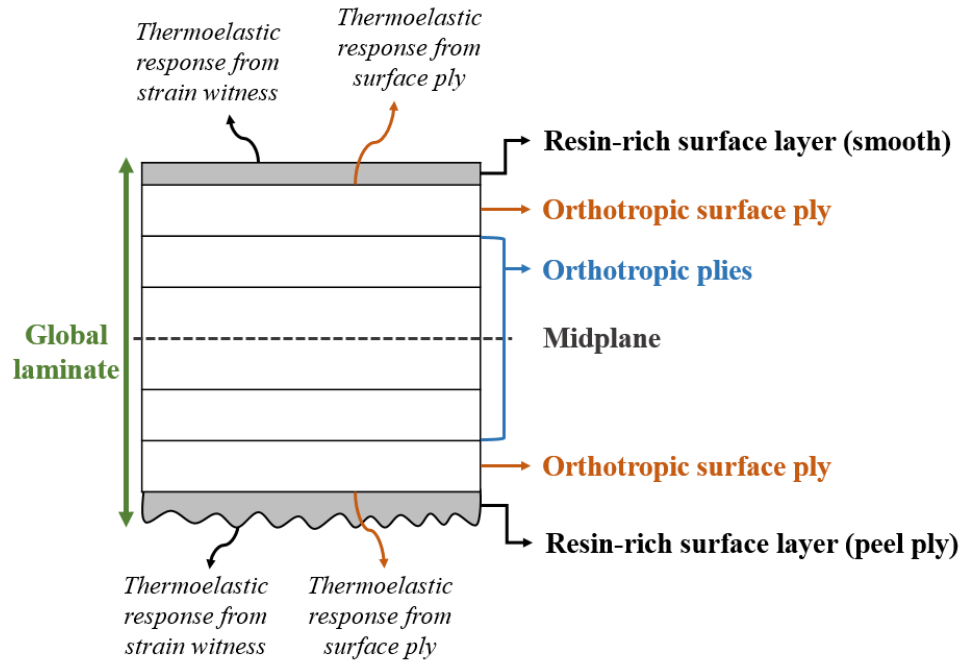 Thermoelastic
response from
strain witness
Thermoelastic
response from
surface ply
Resin-rich surface layer (smooth)
Orthotropic surface ply
Orthotropic plies
Global
laminate
Midplane
Orthotropic surface ply
Resin-rich surface layer (peel ply)
Thermoelastic
response from
strain witness
Thermoelastic
response from
surface ply